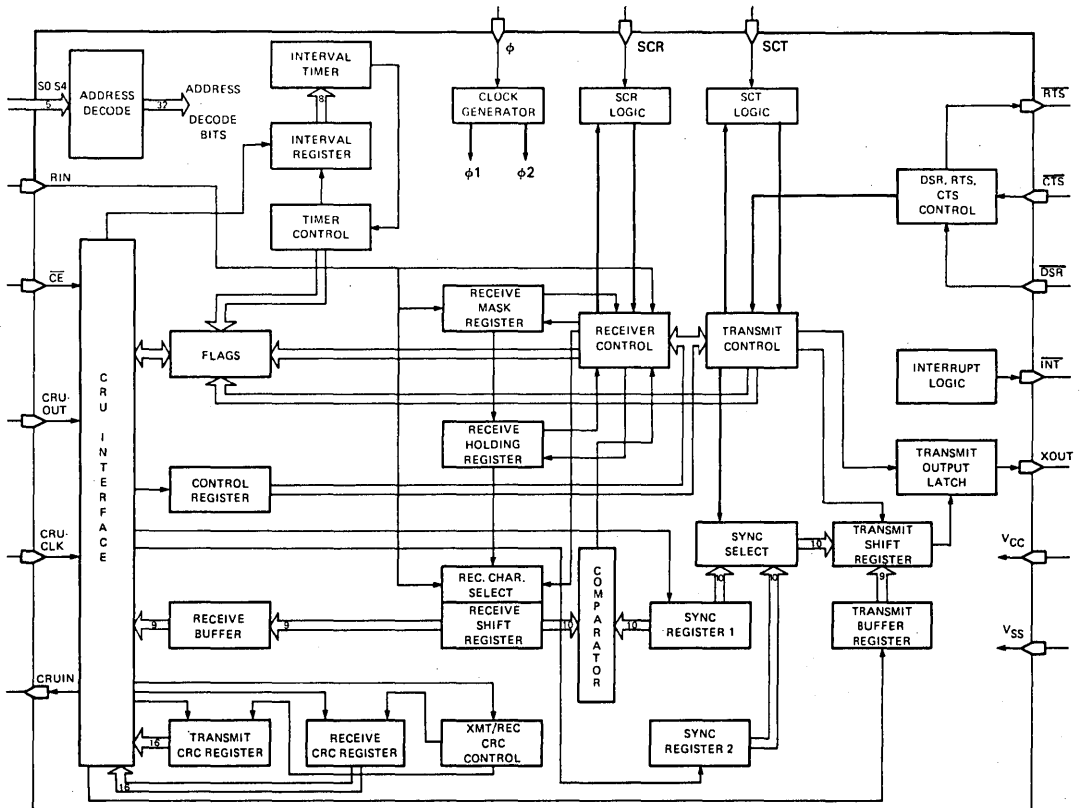 ϕ
SCR
SCT
S0 S4
5
ADDRESS
DECODE
32
ADDRESS
DECODE
BITS
INTERVAL
TIMER
8
INTERVAL
REGISTER
TIMER
CONTROL
CLOCK
GENERATOR
ϕ1
ϕ2
SCR
LOGIC
SCT
LOGIC
RTS
CTS
DSR
DSR, RTS,
CTS
CONTROL
RIN
CE
CRU-
OUT
CRU-
CLK
CRUIN
CRU INTERFACE
FLAGS
RECEIVE
MASK
REGISTER
RECEIVER
CONTROL
TRANSMIT
CONTROL
INTERRUPT
LOGIC
INT
RECEIVE
HOLDING
REGISTER
TRANSMIT
OUTPUT
LATCH
XOUT
CONTROL
REGISTER
SYNC
SELECT
10
TRANSMIT
SHIFT
REGISTER
VCC
REC. CHAR.
SELECT
RECEIVE
SHIFT
REGISTER
10
COMPARATOR
10
SYNC
REGISTER 1
10
10
9
TRANSMIT
BUFFER
REGISTER
VSS
9
RECEIVE
BUFFER
9
16
TRANSMIT
CRC REGISTER
RECEIVE
CRC REGISTER
XMT/REC
CRC
CONTROL
SYNC
REGISTER 2
16